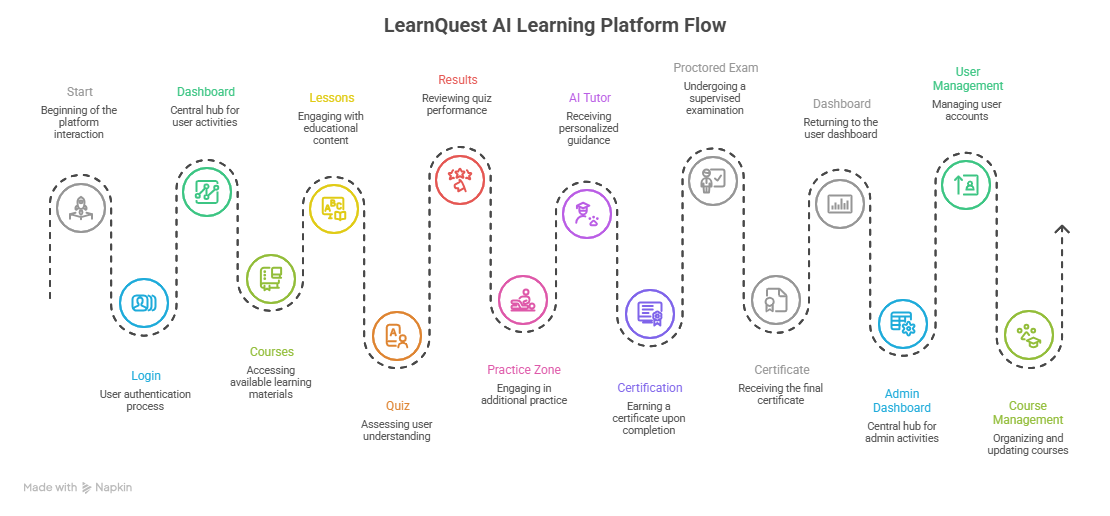 LearnQuest AI Learning Platform Flow
Start
Beginning of the
platform
interaction
Login
User authentication
process
Dashboard
Central hub for
user activities
Courses
Accessing
available learning
materials
Lessons
Engaging with
educational
content
Quiz
Assessing user
understanding
Results
Reviewing quiz
performance
Practice Zone
Engaging in
additional practice
AI Tutor
Receiving
personalized
guidance
Certification
Earning a
certificate upon
completion
Proctored Exam
Undergoing a
supervised
examination
Certificate
Receiving the final
certificate
Dashboard
Returning to the
user dashboard
Admin
Dashboard
Central hub for
admin activities
User
Management
Managing user
accounts
Course
Management
Organizing and
updating courses
A
B
C
A
Made with Napkin